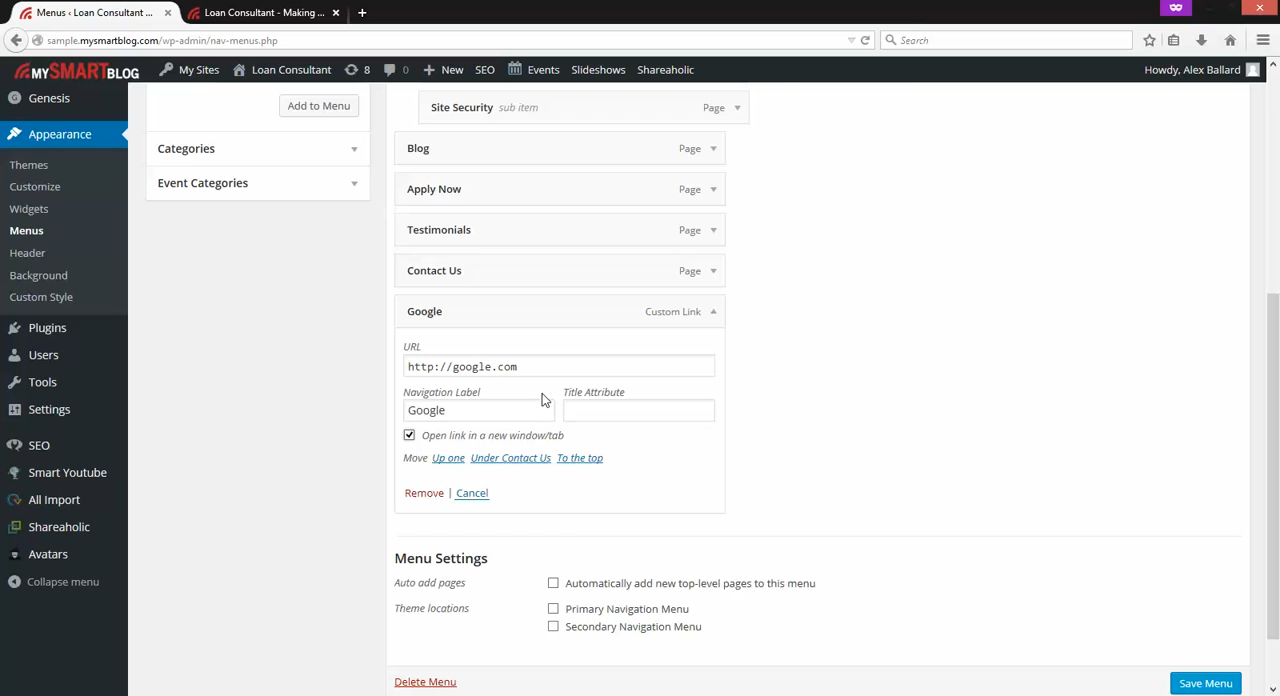 Menus ‹ Loan Consultant ... ×
Loan Consultant - Making ... ×
+
sample.mysmartblog.com/wp-admin/nav-menus.php
Search
MYSMARTBLOG
My Sites
Loan Consultant
8
0
New
SEO
Events
Slideshows
Shareaholic
Howdy, Alex Ballard
Genesis
Appearance
Themes
Customize
Widgets
Menus
Header
Background
Custom Style
Plugins
Users
Tools
Settings
SEO
Smart Youtube
All Import
Shareaholic
Avatars
Collapse menu
Add to Menu
Categories
Event Categories
Site Security sub item Page
Blog Page
Apply Now Page
Testimonials Page
Contact Us Page
Google Custom Link
URL
http://google.com
Navigation Label Title Attribute
Google
Open link in a new window/tab
Move Up one Under Contact Us To the top
Remove | Cancel
Menu Settings
Auto add pages Automatically add new top-level pages to this menu
Theme locations Primary Navigation Menu
Secondary Navigation Menu
Delete Menu
Save Menu